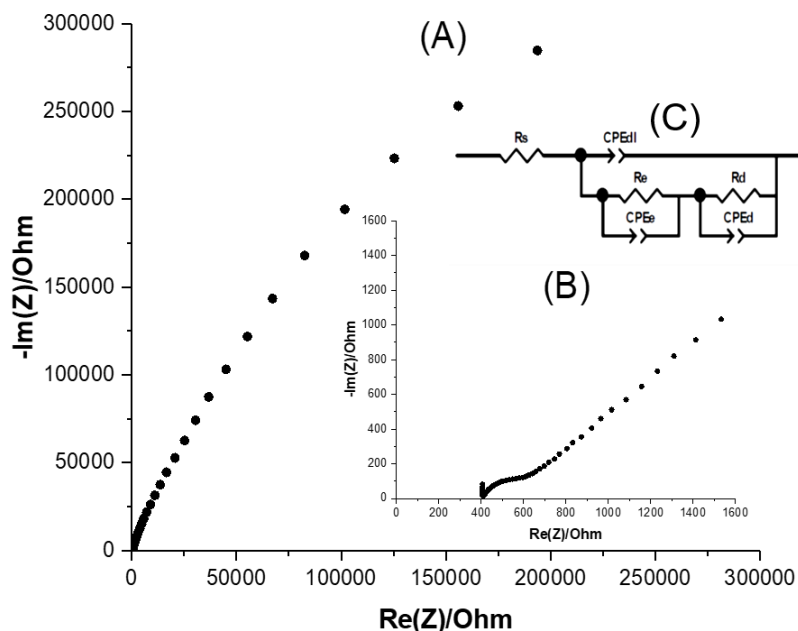 (A)
300000
250000
200000
150000
100000
50000
0
-Im(Z)/Ohm
0 50000 100000 150000 200000 250000 300000
Re(Z)/Ohm
(C)
Rs
CPEdl
Re
Rd
CPEe
CPEd
(B)
1600
1400
1200
1000
800
600
400
200
0
-Im(Z)/Ohm
0 200 400 600 800 1000 1200 1400 1600
Re(Z)/Ohm